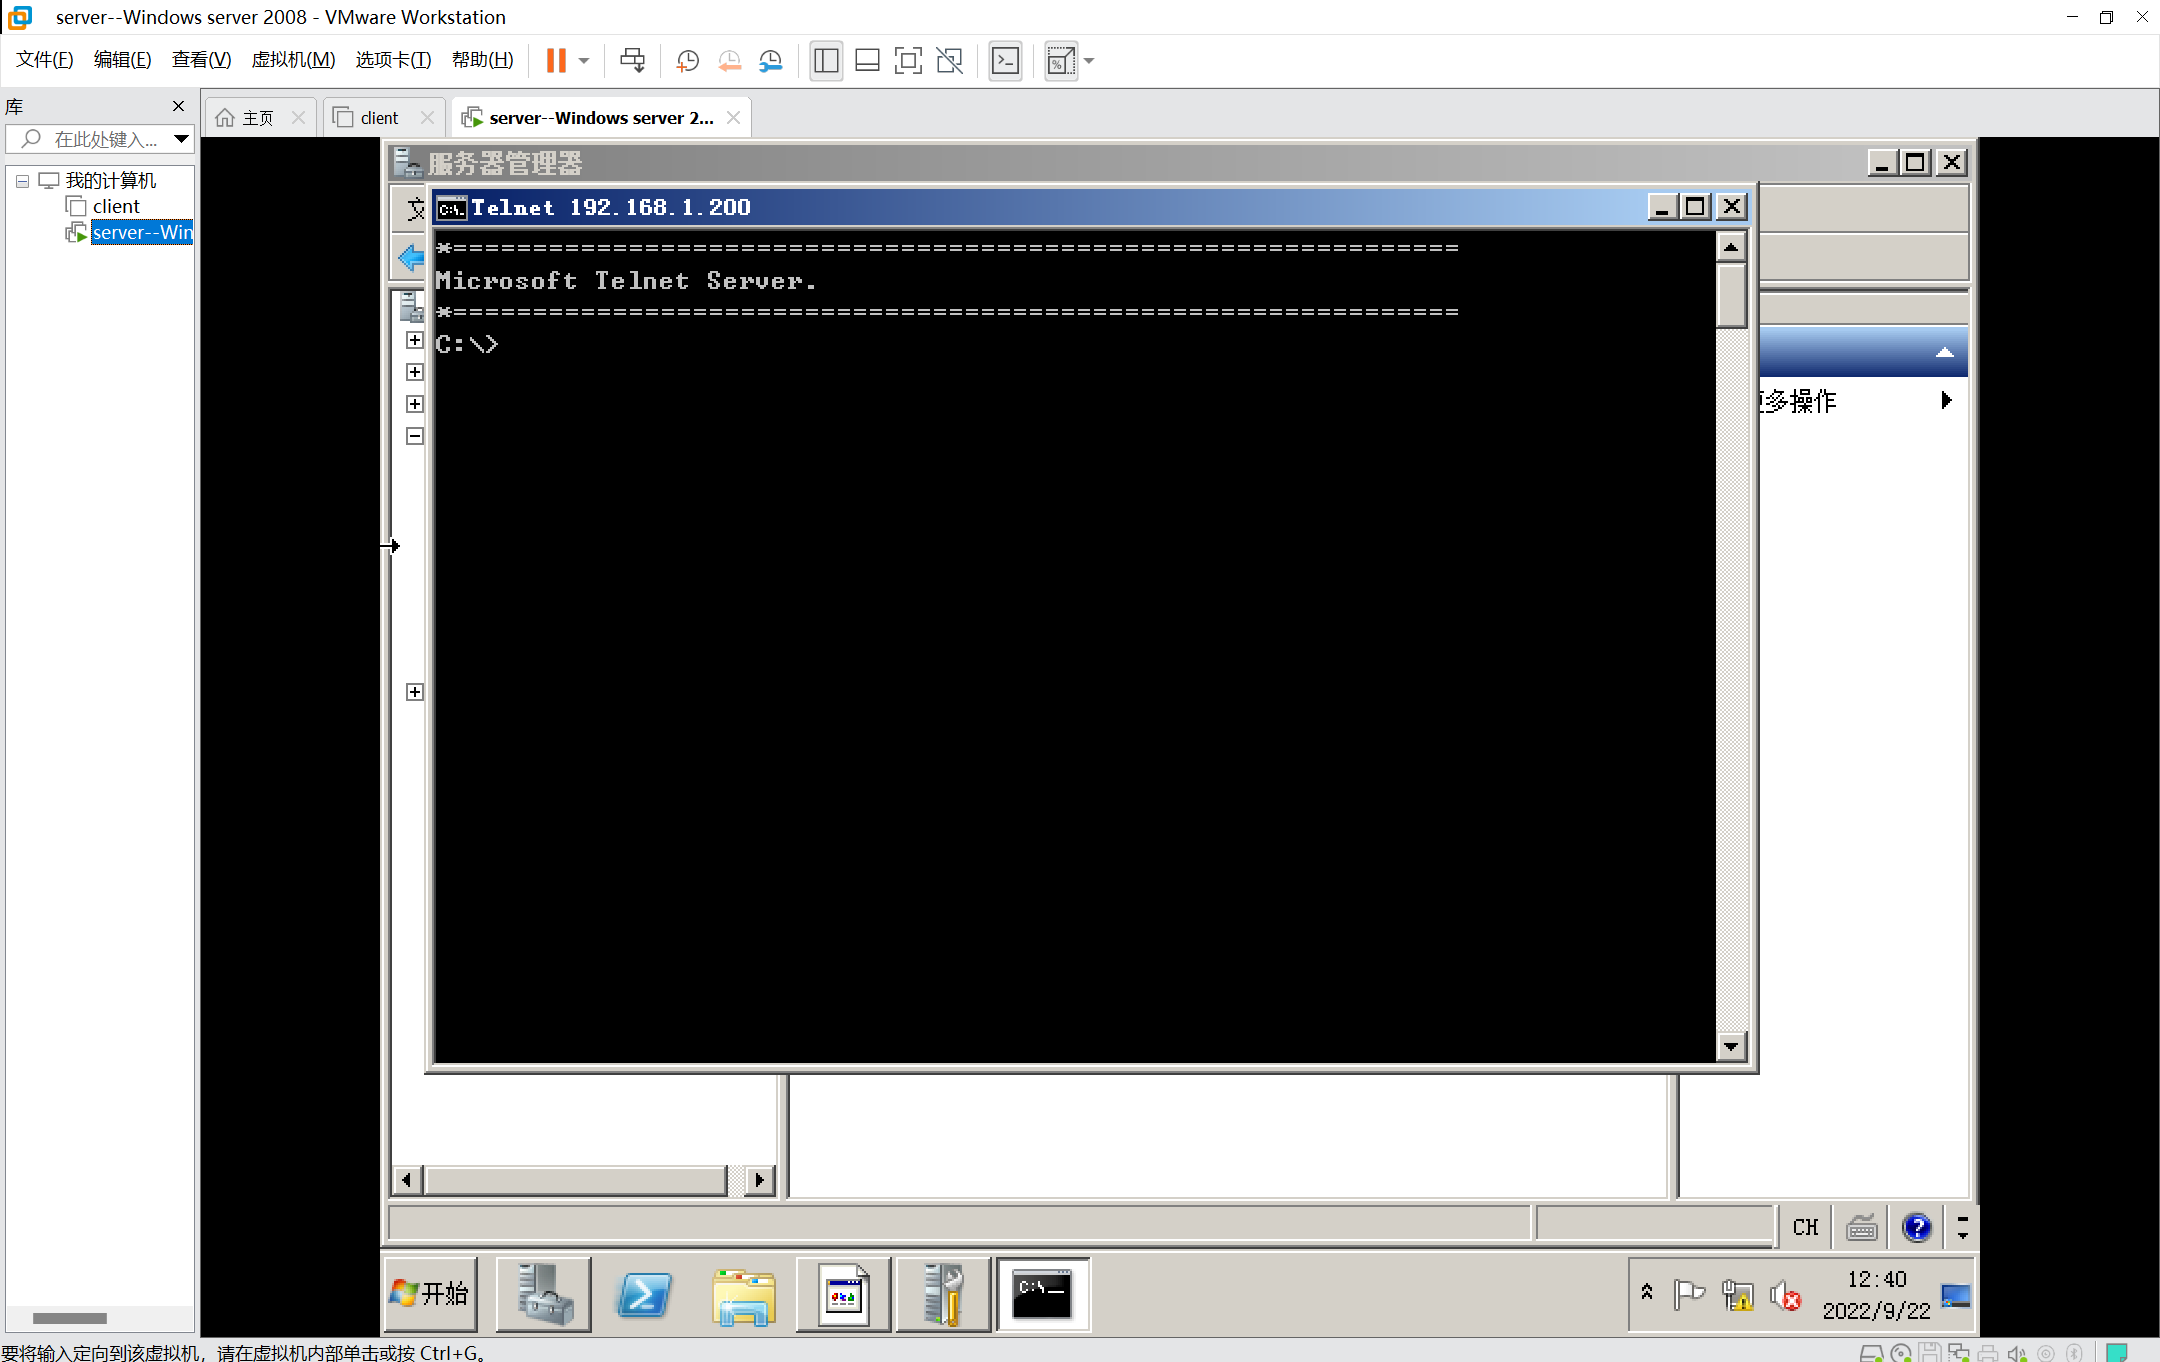 server--Windows server 2008 - VMware Workstation
文件(F) 编辑(E) 查看(V) 虚拟机(M) 选项卡(T) 帮助(H)
库
主页 client server--Windows server 2...
在此处键入...
我的计算机
client
server--Win
服务器管理器
文
Telnet 192.168.1.200
*===============================================================
Microsoft Telnet Server.
*===============================================================
C:\>
更多操作
CH
开始
12:40
2022/9/22
要将输入定向到该虚拟机，请在虚拟机内部单击或按 Ctrl+G。